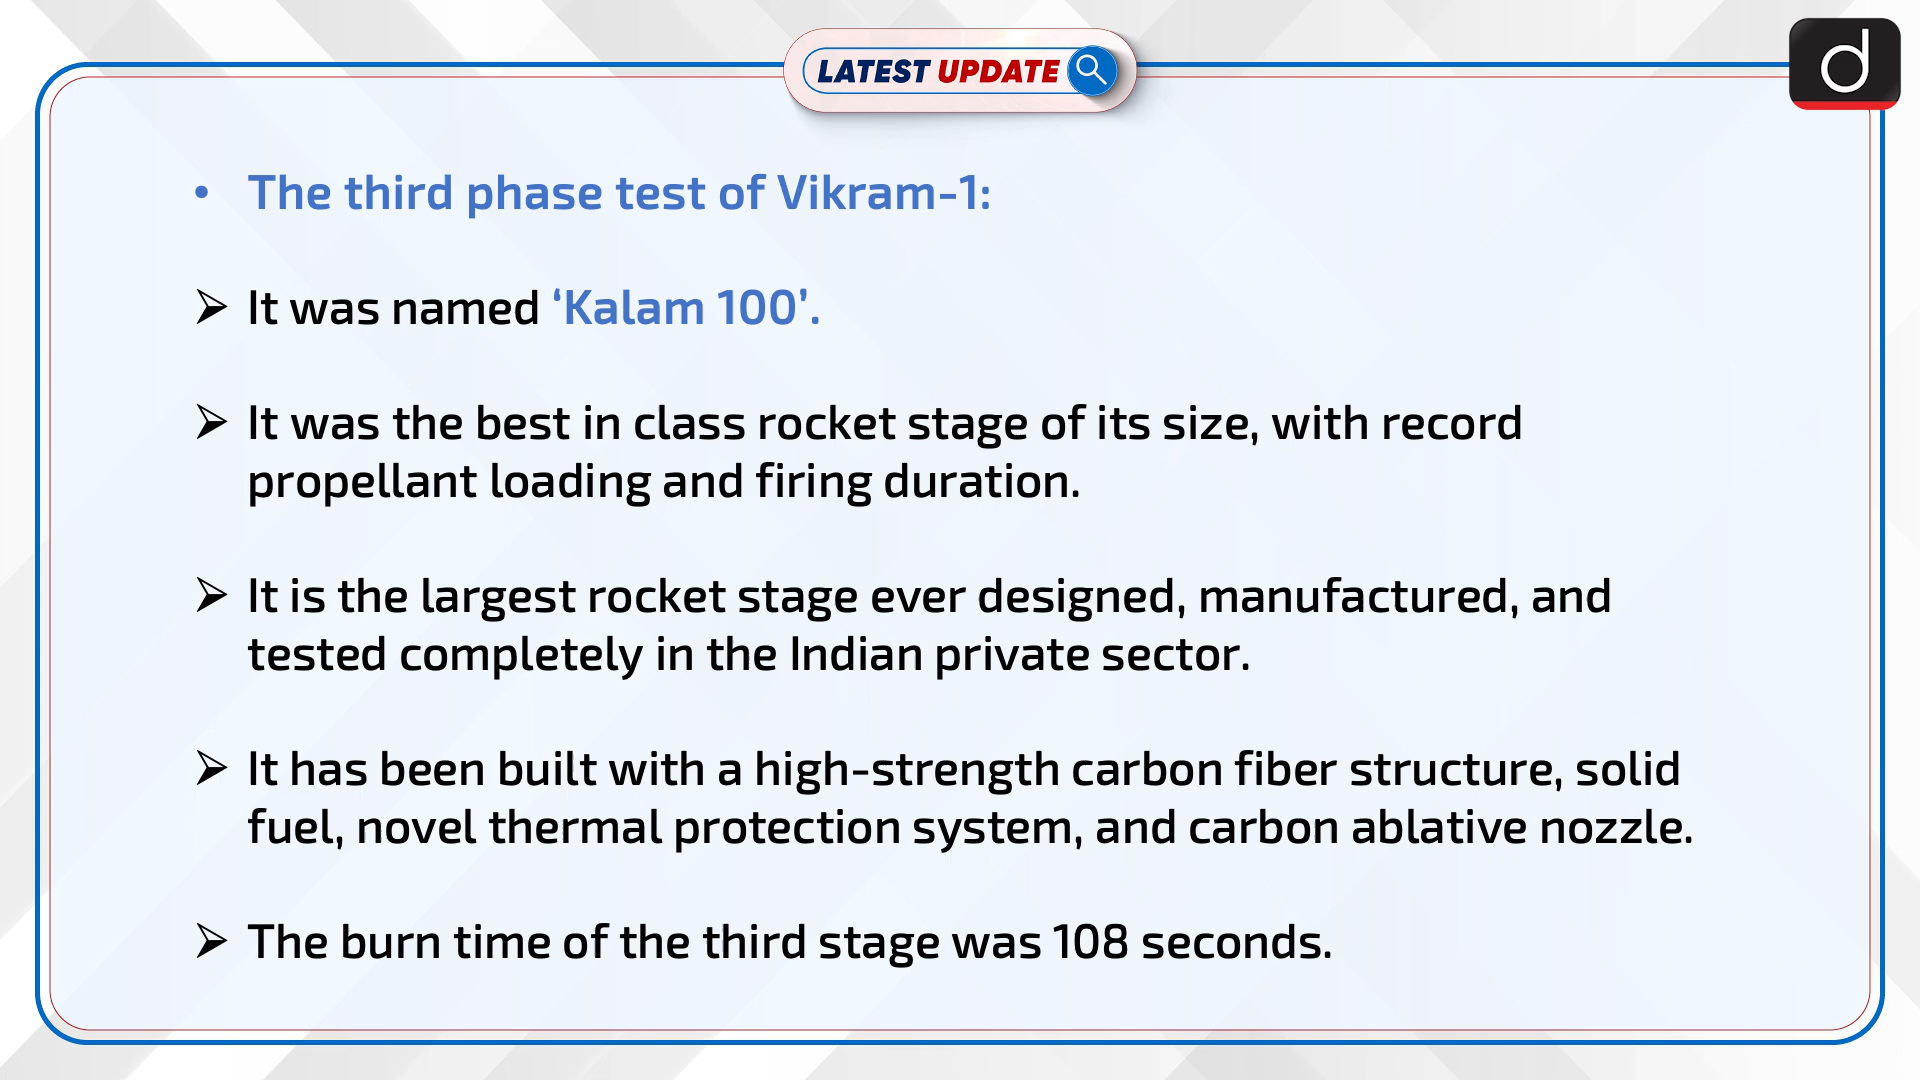 LATEST UPDATE
d
• The third phase test of Vikram-1:
➢ It was named ‘Kalam 100’.
➢ It was the best in class rocket stage of its size, with record
propellant loading and firing duration.
➢ It is the largest rocket stage ever designed, manufactured, and
tested completely in the Indian private sector.
➢ It has been built with a high-strength carbon fiber structure, solid
fuel, novel thermal protection system, and carbon ablative nozzle.
➢ The burn time of the third stage was 108 seconds.